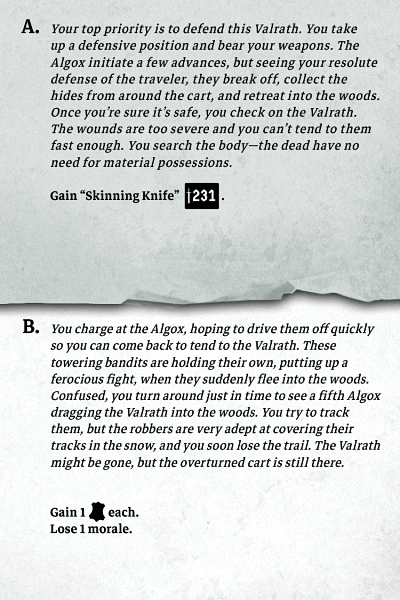 A. Your top priority is to defend this Valrath. You take
up a defensive position and bear your weapons. The
Algox initiate a few advances, but seeing your resolute
defense of the traveler, they break off, collect the
hides from around the cart, and retreat into the woods.
Once you’re sure it’s safe, you check on the Valrath.
The wounds are too severe and you can’t tend to them
fast enough. You search the body—the dead have no
need for material possessions.
Gain “Skinning Knife” †231 .
B. You charge at the Algox, hoping to drive them off quickly
so you can come back to tend to the Valrath. These
towering bandits are holding their own, putting up a
ferocious fight, when they suddenly flee into the woods.
Confused, you turn around just in time to see a fifth Algox
dragging the Valrath into the woods. You try to track
them, but the robbers are very adept at covering their
tracks in the snow, and you soon lose the trail. The Valrath
might be gone, but the overturned cart is still there.
Gain 1 each.
Lose 1 morale.